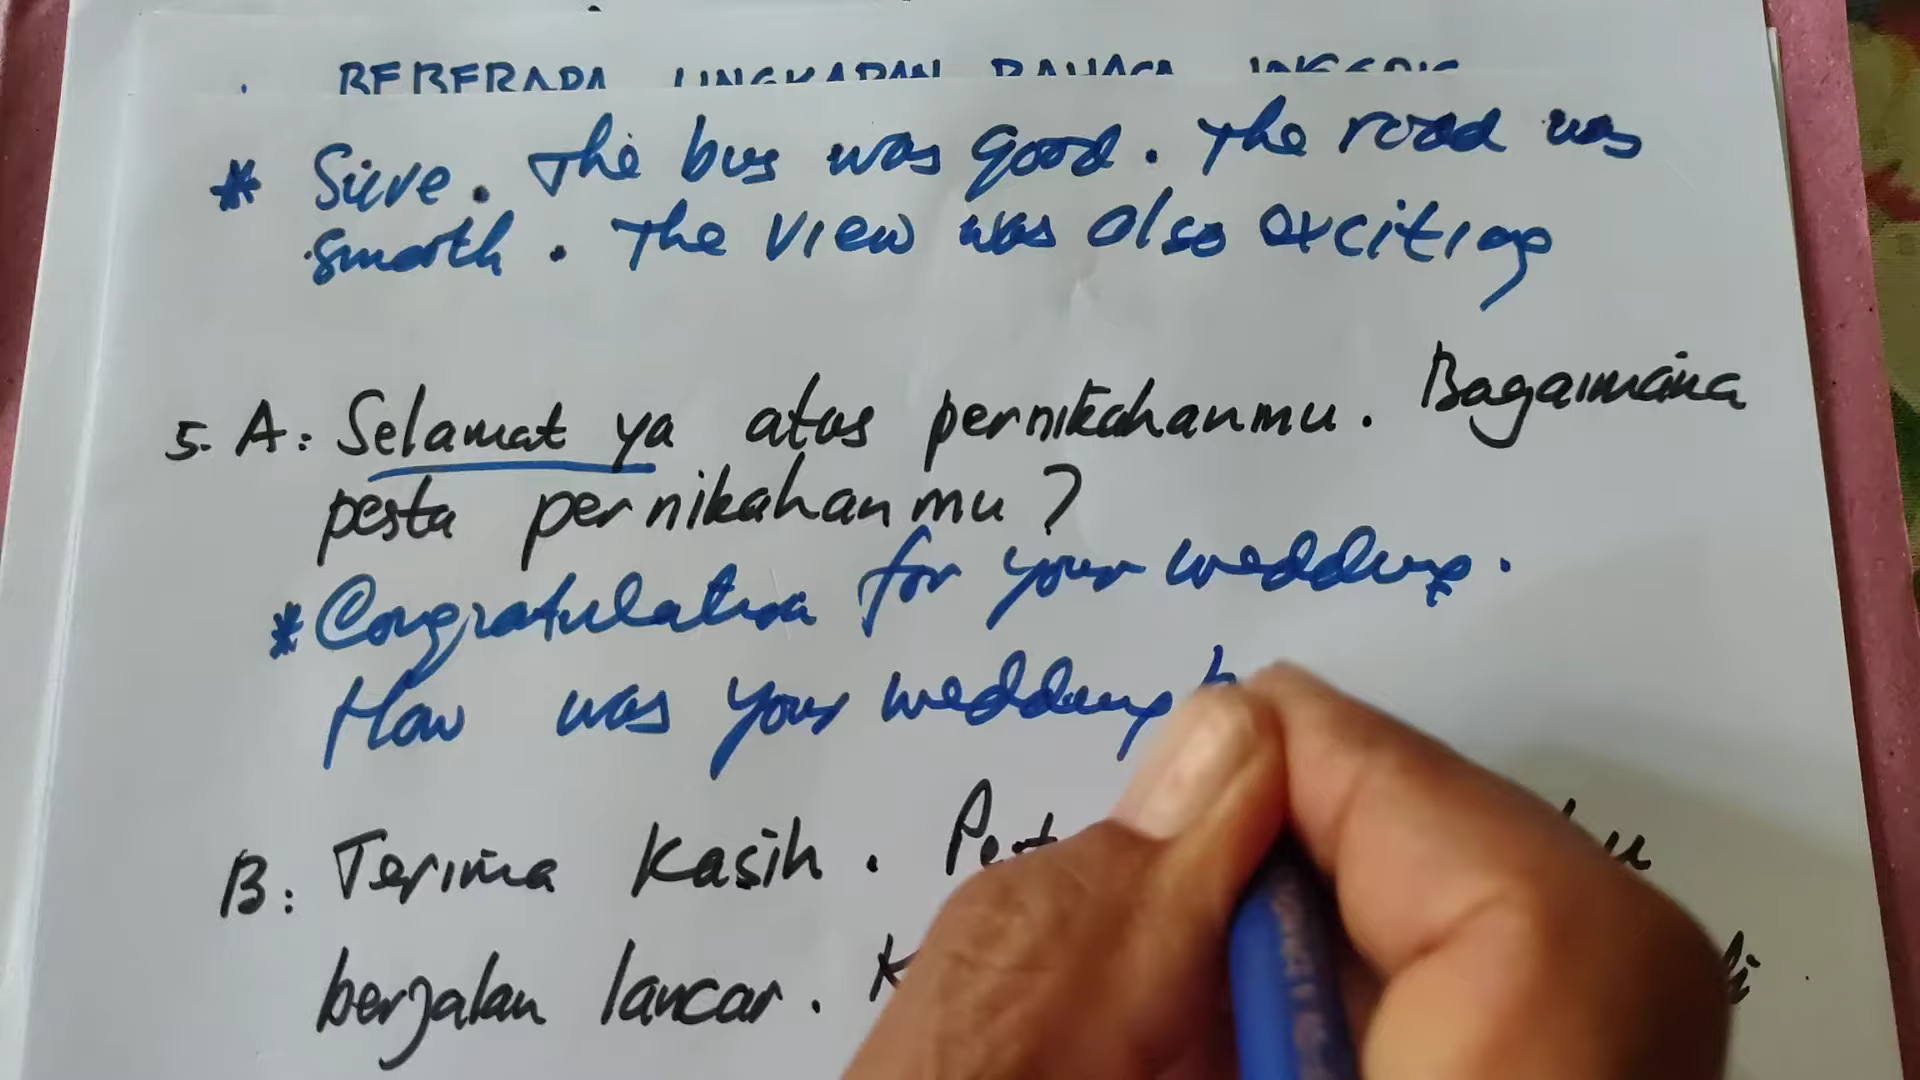 BEBERAPA UNGKAPAN BAHASA INGGRIS
* Sure. The bus was good. The road was
smooth. The view was also exciting
5. A: Selamat ya atas pernikahanmu. Bagaimana
pesta pernikahanmu?
* Congratulation for your wedding.
How was your wedding
B: Terima kasih.
berjalan lancar.